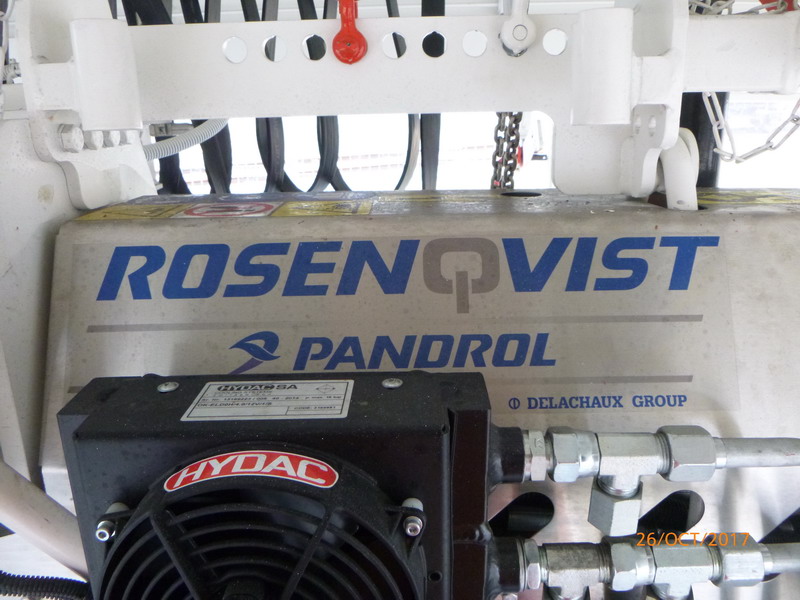 ROSENQVIST
PANDROL
DELACHAUX GROUP
HYDAC SA
HYDAC
26/OCT/2017